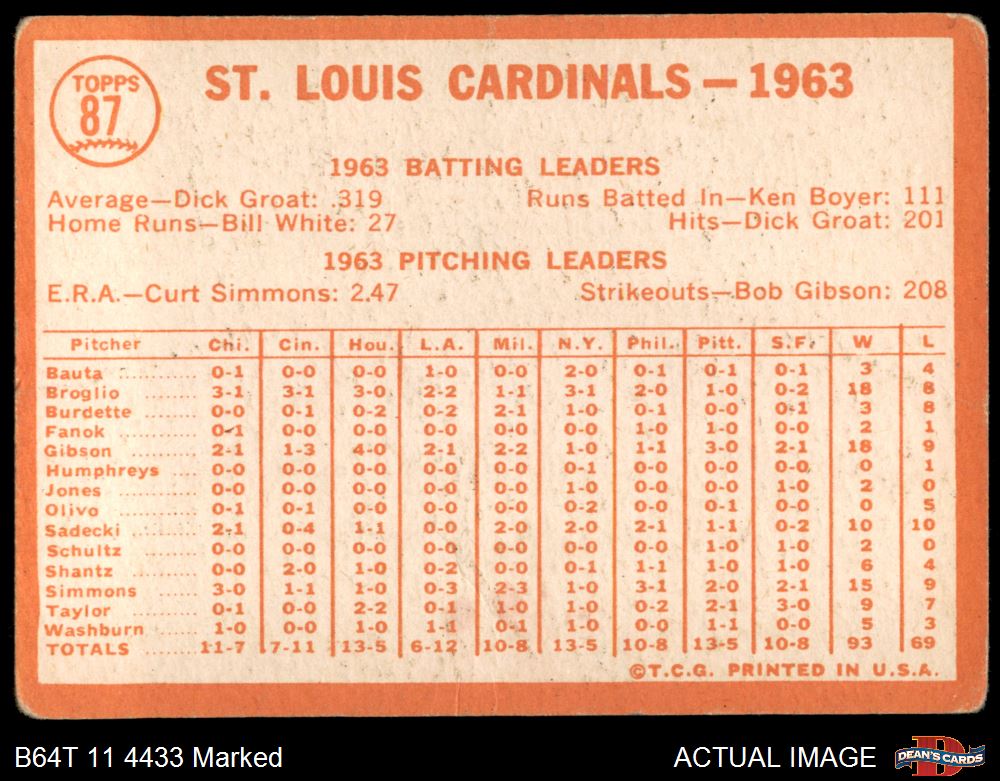 TOPPS
87
ST. LOUIS CARDINALS — 1963
1963 BATTING LEADERS
Average—Dick Groat: .319 Runs Batted In—Ken Boyer: 111
Home Runs—Bill White: 27 Hits—Dick Groat: 201
1963 PITCHING LEADERS
E.R.A.—Curt Simmons: 2.47 Strikeouts—Bob Gibson: 208
Pitcher Chi. Cin. Hou. L.A. Mil. N.Y. Phil. Pitt. S.F. W L
Bauta .......... 0-1 0-0 0-0 1-0 0-0 2-0 0-1 0-1 0-1 3 4
Broglio ....... 3-1 3-1 3-0 2-2 1-1 3-1 2-0 1-0 0-2 18 8
Burdette ...... 0-0 0-1 0-2 0-2 2-1 1-0 0-1 0-0 0-1 3 8
Fanok .......... 0-1 0-0 0-0 0-0 0-0 0-0 1-0 1-0 0-0 2 1
Gibson ......... 2-1 1-3 4-0 2-1 2-2 1-0 1-1 3-0 2-1 18 9
Humphreys ... 0-0 0-0 0-0 0-0 0-0 0-1 0-0 0-0 0-0 0 1
Jones .......... 0-0 0-0 0-0 0-0 0-0 1-0 0-0 0-0 1-0 2 0
Olivo .......... 0-1 0-1 0-0 0-0 0-0 0-2 0-0 0-1 0-0 0 5
Sadecki ........ 2-1 0-4 1-1 0-0 2-0 2-0 2-1 1-1 0-2 10 10
Schultz ....... 0-0 0-0 0-0 0-0 0-0 0-0 0-0 1-0 1-0 2 0
Shantz ......... 0-0 2-0 1-0 0-2 0-0 0-1 1-1 1-0 1-0 6 4
Simmons ....... 3-0 1-1 1-0 0-3 2-3 1-0 3-1 2-0 2-1 15 9
Taylor ......... 0-1 0-0 2-2 0-1 1-0 1-0 0-2 2-1 3-0 9 7
Washburn ..... 1-0 0-0 1-0 1-1 0-1 1-0 0-0 1-1 0-0 5 3
TOTALS ....... 11-7 7-11 13-5 6-12 10-8 13-5 10-8 13-5 10-8 93 69
©T.C.G. PRINTED IN U.S.A.
B64T 11 4433 Marked ACTUAL IMAGE
D
DEAN'S CARDS